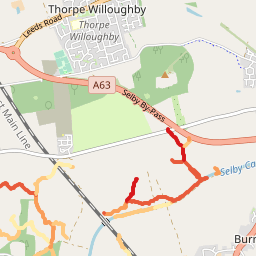 Thorpe Willoughby
Leeds Road
Thorpe
Willoughby
A63
Selby By-Pass
t Main Line
Selby Ca
Burn